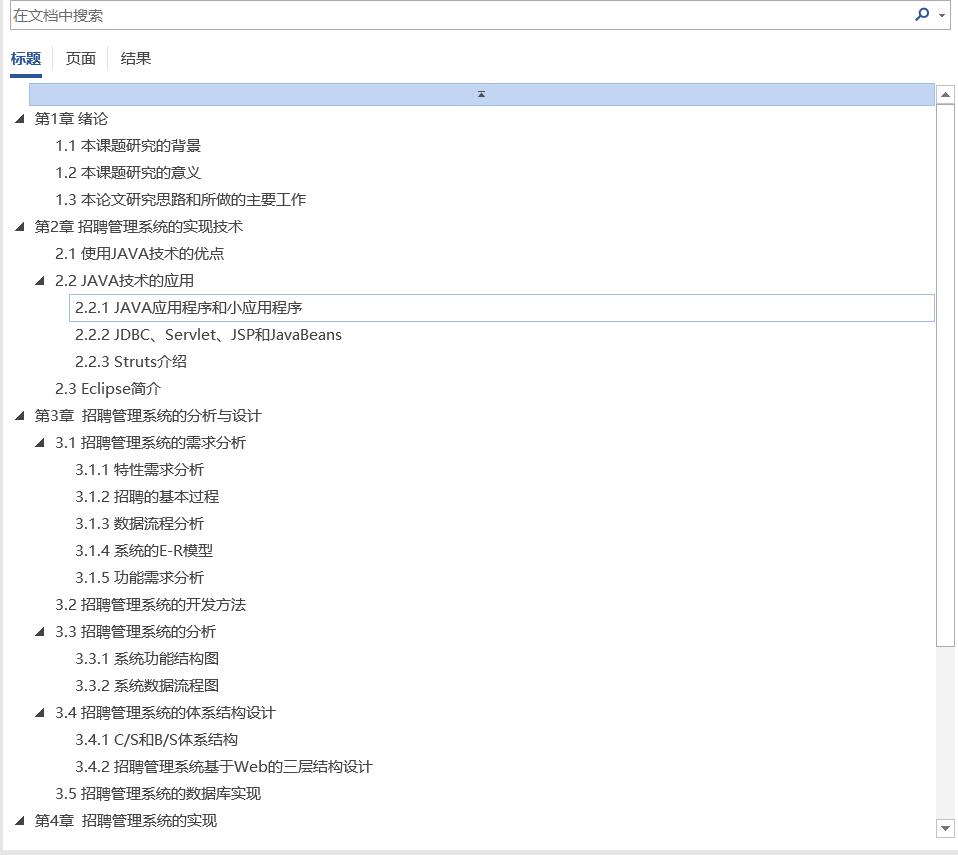 在文档中搜索
标题 页面 结果
第1章 绪论
1.1 本课题研究的背景
1.2 本课题研究的意义
1.3 本论文研究思路和所做的主要工作
第2章 招聘管理系统的实现技术
2.1 使用JAVA技术的优点
2.2 JAVA技术的应用
2.2.1 JAVA应用程序和小应用程序
2.2.2 JDBC、Servlet、JSP和JavaBeans
2.2.3 Struts介绍
2.3 Eclipse简介
第3章 招聘管理系统的分析与设计
3.1 招聘管理系统的需求分析
3.1.1 特性需求分析
3.1.2 招聘的基本过程
3.1.3 数据流程分析
3.1.4 系统的E-R模型
3.1.5 功能需求分析
3.2 招聘管理系统的开发方法
3.3 招聘管理系统的分析
3.3.1 系统功能结构图
3.3.2 系统数据流程图
3.4 招聘管理系统的体系结构设计
3.4.1 C/S和B/S体系结构
3.4.2 招聘管理系统基于Web的三层结构设计
3.5 招聘管理系统的数据库实现
第4章 招聘管理系统的实现